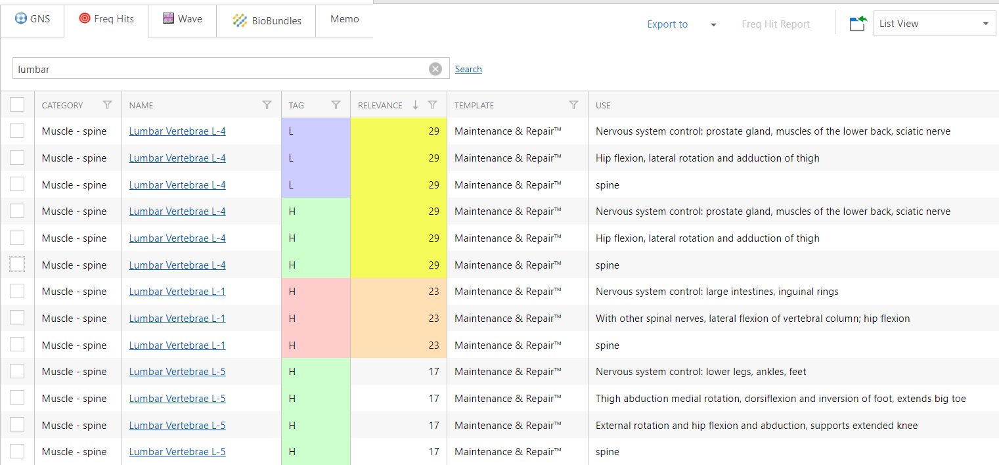 GNS Freq Hits Wave BioBundles Memo
Export to Freq Hit Report List View
lumbar Search
CATEGORY NAME TAG RELEVANCE TEMPLATE USE
Muscle - spine Lumbar Vertebrae L-4 L 29 Maintenance & Repair™ Nervous system control: prostate gland, muscles of the lower back, sciatic nerve
Muscle - spine Lumbar Vertebrae L-4 L 29 Maintenance & Repair™ Hip flexion, lateral rotation and adduction of thigh
Muscle - spine Lumbar Vertebrae L-4 L 29 Maintenance & Repair™ spine
Muscle - spine Lumbar Vertebrae L-4 H 29 Maintenance & Repair™ Nervous system control: prostate gland, muscles of the lower back, sciatic nerve
Muscle - spine Lumbar Vertebrae L-4 H 29 Maintenance & Repair™ Hip flexion, lateral rotation and adduction of thigh
Muscle - spine Lumbar Vertebrae L-4 H 29 Maintenance & Repair™ spine
Muscle - spine Lumbar Vertebrae L-1 H 23 Maintenance & Repair™ Nervous system control: large intestines, inguinal rings
Muscle - spine Lumbar Vertebrae L-1 H 23 Maintenance & Repair™ With other spinal nerves, lateral flexion of vertebral column; hip flexion
Muscle - spine Lumbar Vertebrae L-1 H 23 Maintenance & Repair™ spine
Muscle - spine Lumbar Vertebrae L-5 H 17 Maintenance & Repair™ Nervous system control: lower legs, ankles, feet
Muscle - spine Lumbar Vertebrae L-5 H 17 Maintenance & Repair™ Thigh abduction medial rotation, dorsiflexion and inversion of foot, extends big toe
Muscle - spine Lumbar Vertebrae L-5 H 17 Maintenance & Repair™ External rotation and hip flexion and abduction, supports extended knee
Muscle - spine Lumbar Vertebrae L-5 H 17 Maintenance & Repair™ spine